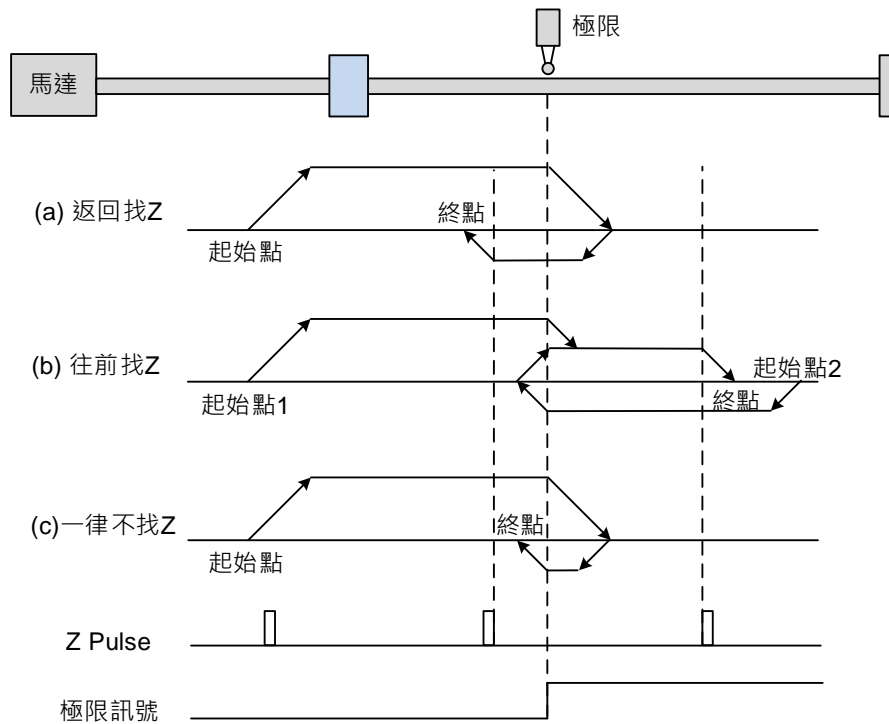 極限
馬達
(a) 返回找Z
終點
起始點
(b) 往前找Z
起始點2
起始點1
終點
(c)一律不找Z
終點
起始點
Z Pulse
極限訊號